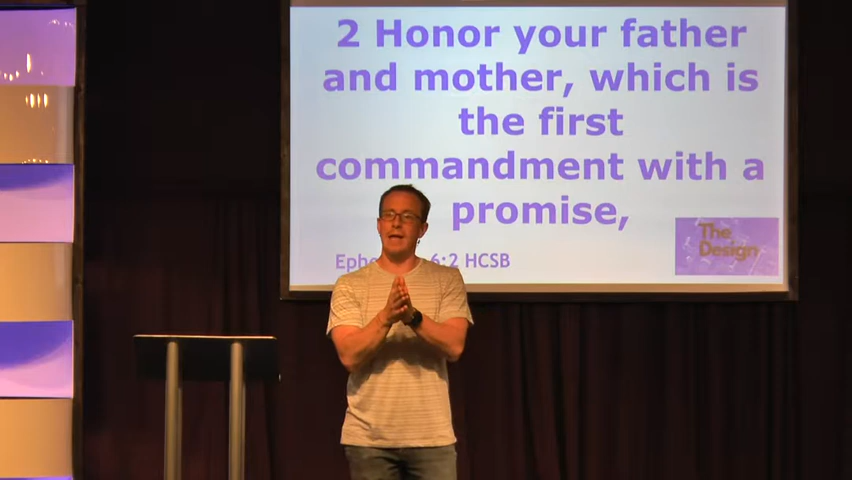 2 Honor your father
and mother, which is
the first
commandment with a
promise,
6:2 HCSB
The
Design